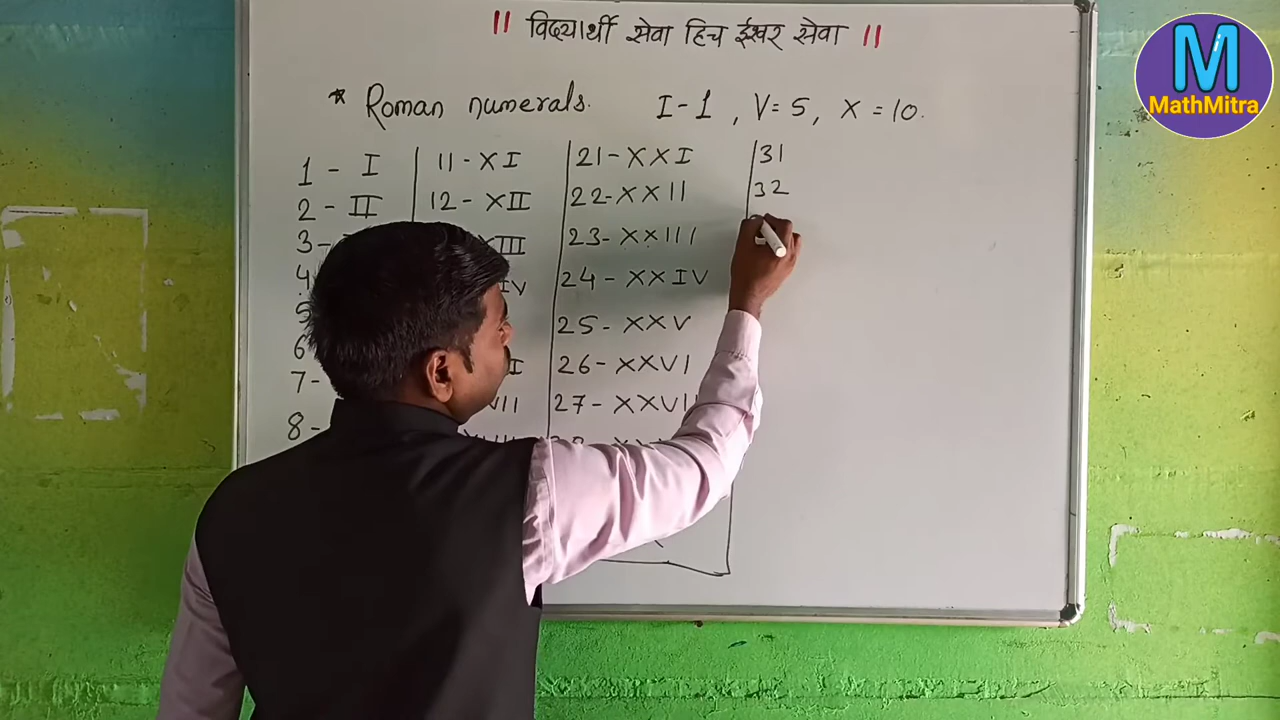 || विद्यार्थी सेवा हिच ईश्वर सेवा ||
M
MathMitra
* Roman numerals. I - 1 , V = 5, X = 10.
1 - I
2 - II
3 -
4
5
6
7 -
8 -
11 - XI
12 - XII
XIII
IV
I
VII
21 - XXI
22 - XXII
23 - XXIII
24 - XXIV
25 - XXV
26 - XXVI
27 - XXVII
31
32